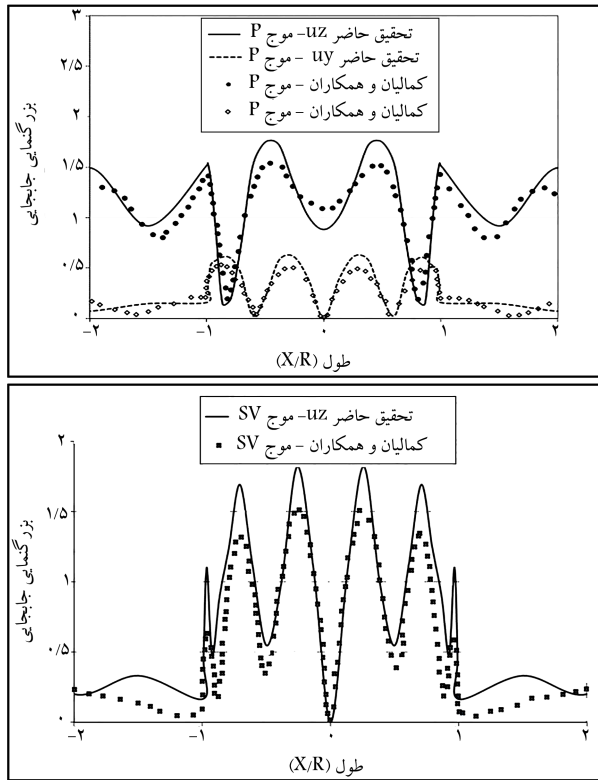 تحقیق حاضر uz- موج P
تحقیق حاضر uy - موج P
کمالیان و همکاران - موج P
کمالیان و همکاران - موج P
بزرگنمایی جابجایی
۳
۲/۵
۲
۱/۵
۱
۰/۵
۰
-۲ -۱ ۰ ۱ ۲
طول (X/R)
تحقیق حاضر uz- موج SV
کمالیان و همکاران - موج SV
بزرگنمایی جابجایی
۲
۱/۵
۱
۰/۵
۰
-۲ -۱ ۰ ۱ ۲
طول (X/R)